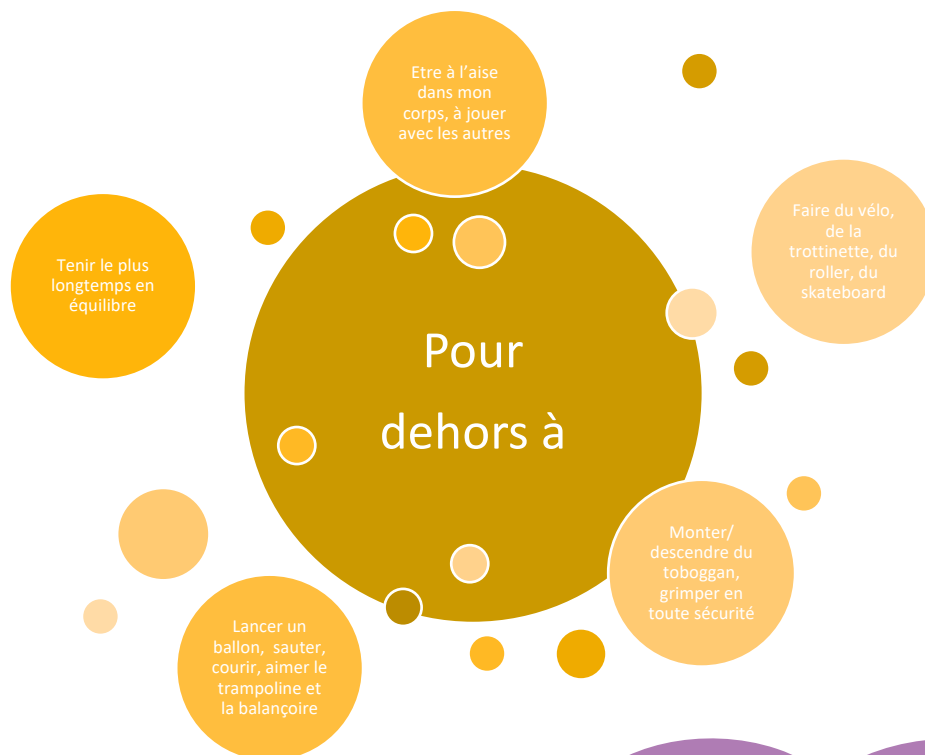 Etre à l'aise
dans mon
corps, à jouer
avec les autres
Faire du vélo,
de la
trottinette, du
roller, du
skateboard
Tenir le plus
longtemps en
équilibre
Pour
dehors à
Monter/
descendre du
toboggan,
grimper en
toute sécurité
Lancer un
ballon, sauter,
courir, aimer le
trampoline et
la balançoire